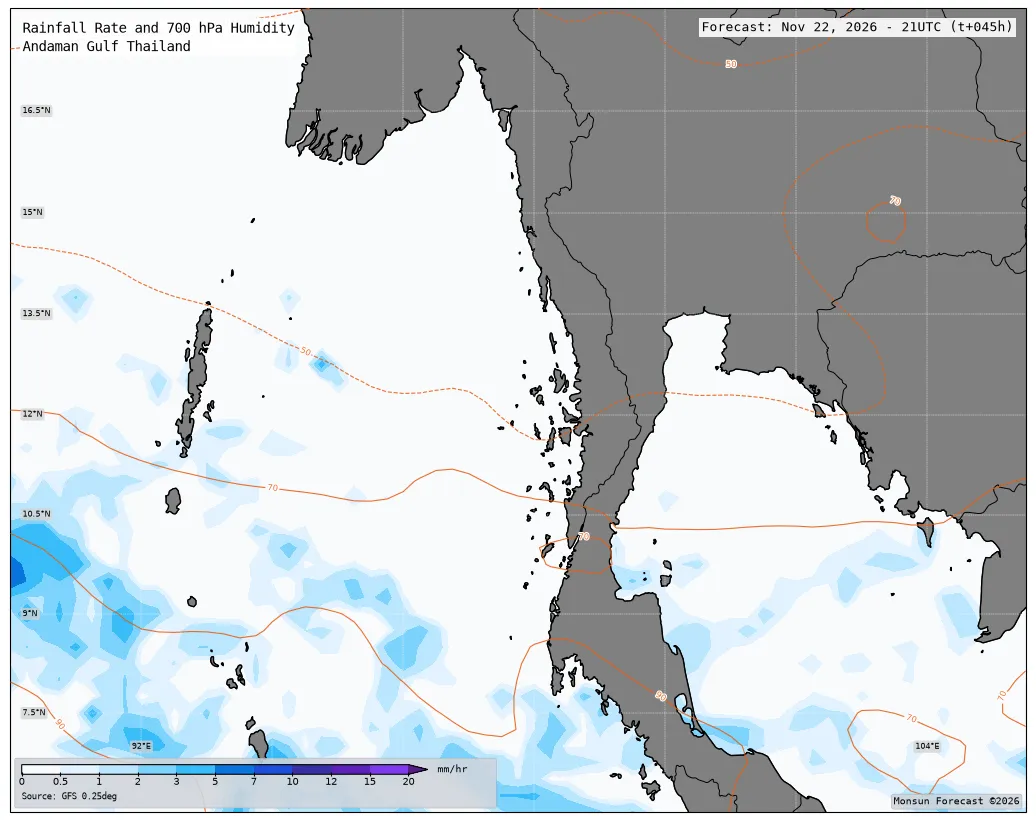 Rainfall Rate and 700 hPa Humidity
Andaman Gulf Thailand
Forecast: Nov 22, 2026 - 21UTC (t+045h)
50
16.5°N
70
15°N
13.5°N
50
12°N
70
10.5°N
70
9°N
90
70
7.5°N
90
70
92°E
104°E
mm/hr
0 0.5 1 2 3 5 7 10 12 15 20
Source: GFS 0.25deg
Monsun Forecast ©2026